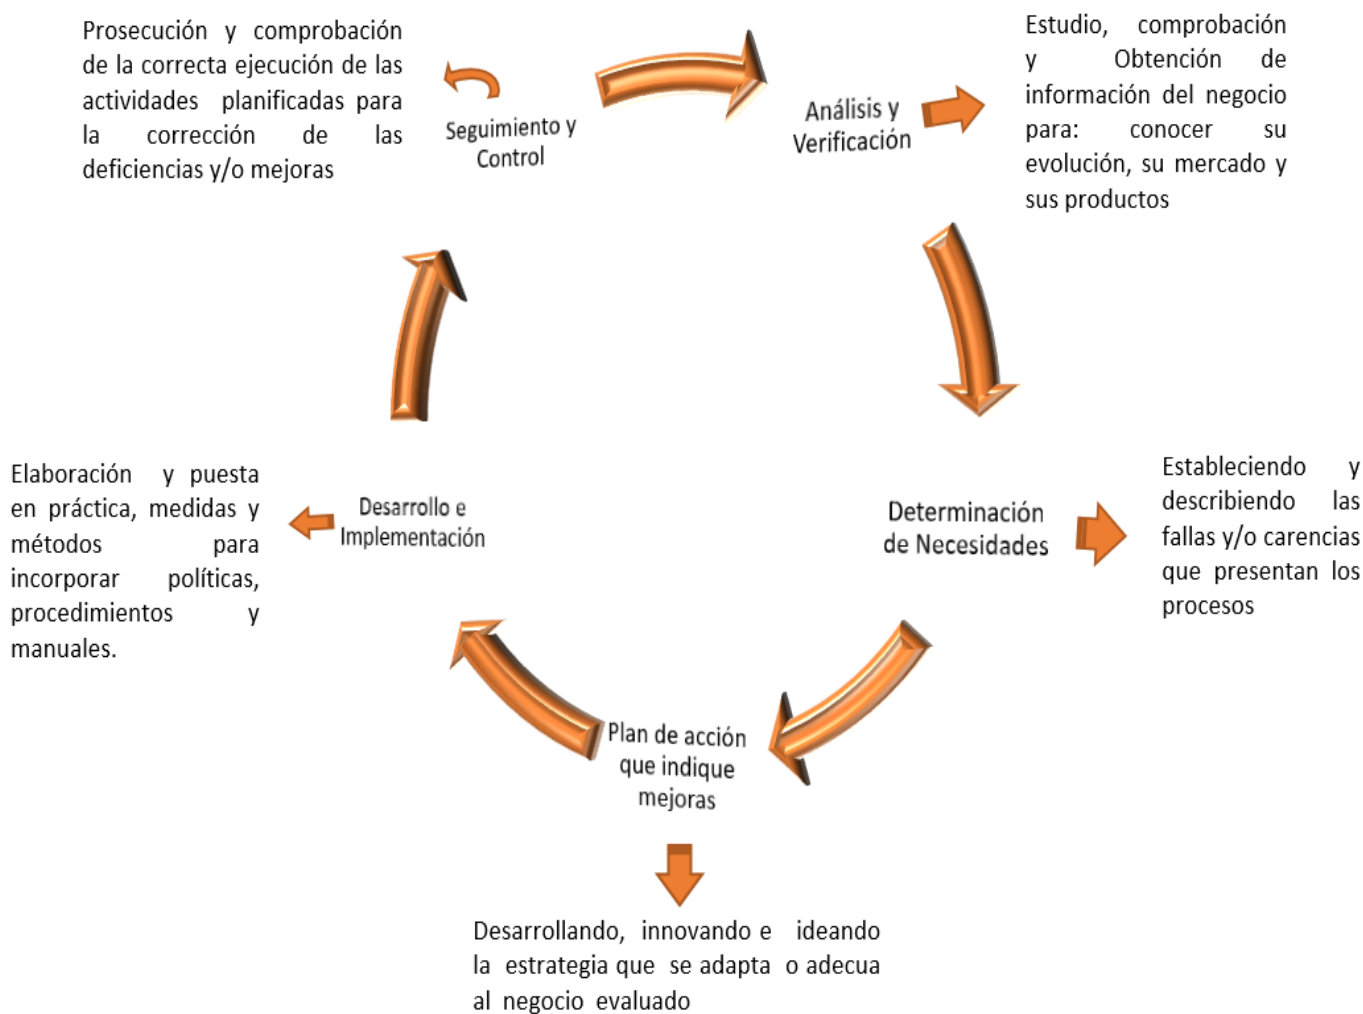 Prosecución y comprobación
de la correcta ejecución de las
actividades planificadas para
la corrección de las
deficiencias y/o mejoras
Seguimiento y
Control
Análisis y
Verificación
Estudio, comprobación
y Obtención de
información del negocio
para: conocer su
evolución, su mercado y
sus productos
Determinación
de Necesidades
Estableciendo y
describiendo las
fallas y/o carencias
que presentan los
procesos
Plan de acción
que indique
mejoras
Desarrollando, innovando e ideando
la estrategia que se adapta o adecua
al negocio evaluado
Desarrollo e
Implementación
Elaboración y puesta
en práctica, medidas y
métodos para
incorporar políticas,
procedimientos y
manuales.